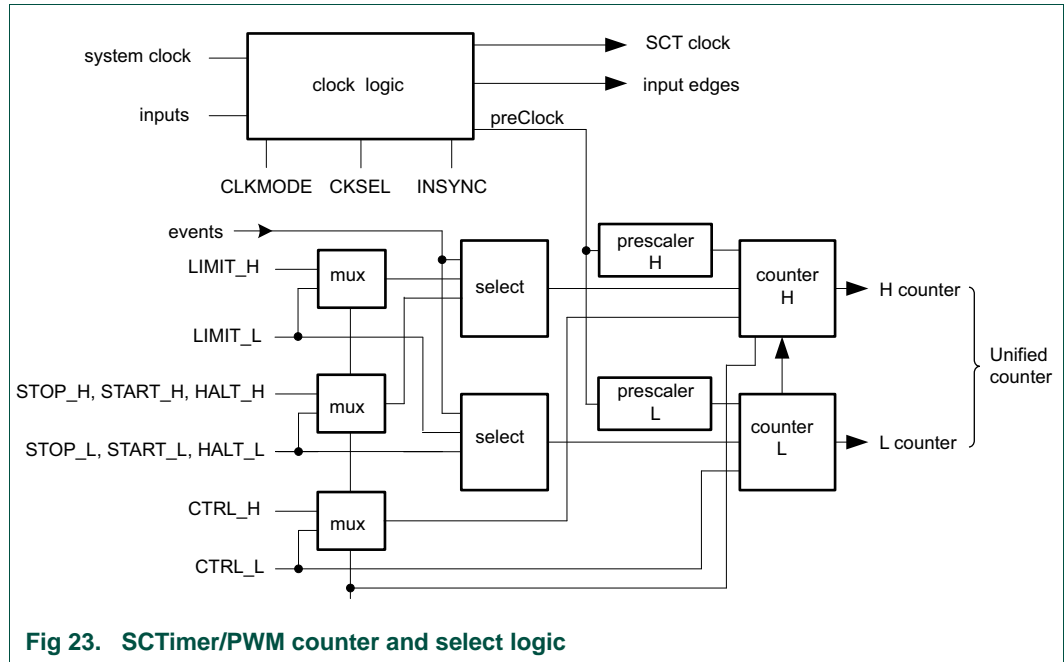 system clock
inputs
clock logic
SCT clock
input edges
preClock
CLKMODE CKSEL INSYNC
events
LIMIT_H
mux
LIMIT_L
select
prescaler
H
counter
H
H counter
STOP_H, START_H, HALT_H
mux
STOP_L, START_L, HALT_L
select
prescaler
L
counter
L
L counter
Unified
counter
CTRL_H
mux
CTRL_L
Fig 23. SCTimer/PWM counter and select logic